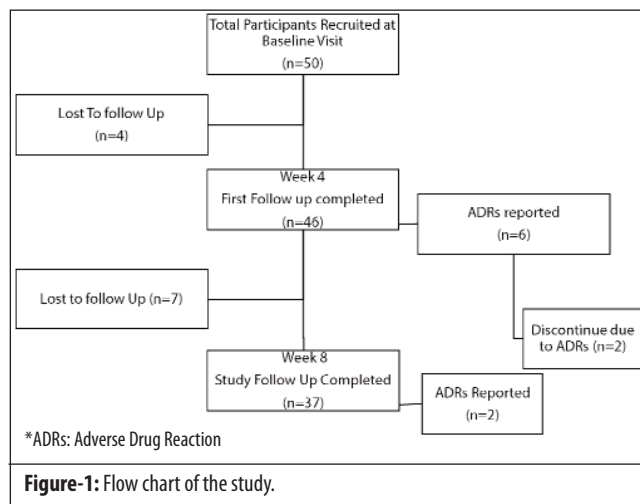 Total Participants Recruited at
Baseline Visit
(n=50)
Lost To follow Up
(n=4)
Week 4
First Follow up completed
(n=46)
ADRs reported
(n=6)
Lost to follow Up (n=7)
Discontinue due
to ADRs (n=2)
Week 8
Study Follow Up Completed
(n=37)
ADRs Reported
(n=2)
*ADRs: Adverse Drug Reaction
Figure-1: Flow chart of the study.